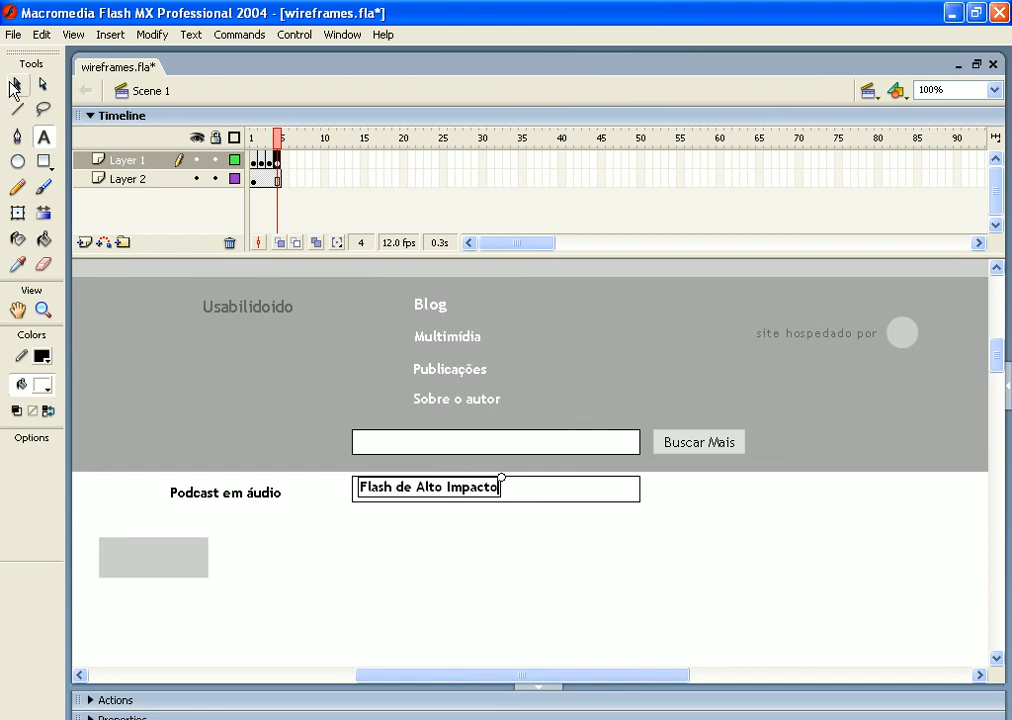 Macromedia Flash MX Professional 2004 - [wireframes.fla*]
File Edit View Insert Modify Text Commands Control Window Help
Tools
wireframes.fla*
Scene 1
100%
Timeline
1 5 10 15 20 25 30 35 40 45 50 55 60 65 70 75 80 85 90
Layer 1
Layer 2
4 12.0 fps 0.3s
View
Colors
Options
Usabilidoido
Blog
Multimídia
site hospedado por
Publicações
Sobre o autor
Buscar Mais
Podcast em áudio
Flash de Alto Impacto
Actions
Properties